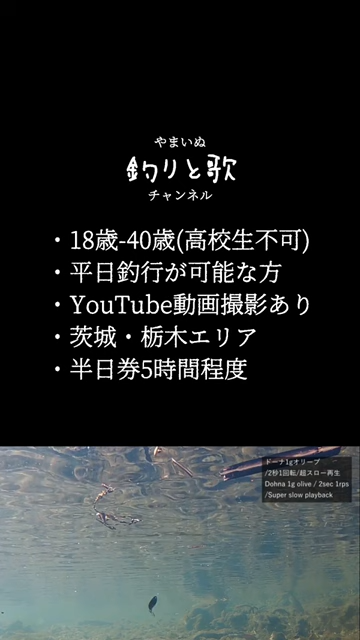 やまいぬ
釣りと歌
チャンネル
・18歳-40歳(高校生不可)
・平日釣行が可能な方
・YouTube動画撮影あり
・茨城・栃木エリア
・半日券5時間程度
ドーナ1gオリーブ
/2秒1回転/超スロー再生
Dohna 1g olive / 2sec 1rps
/Super slow playback